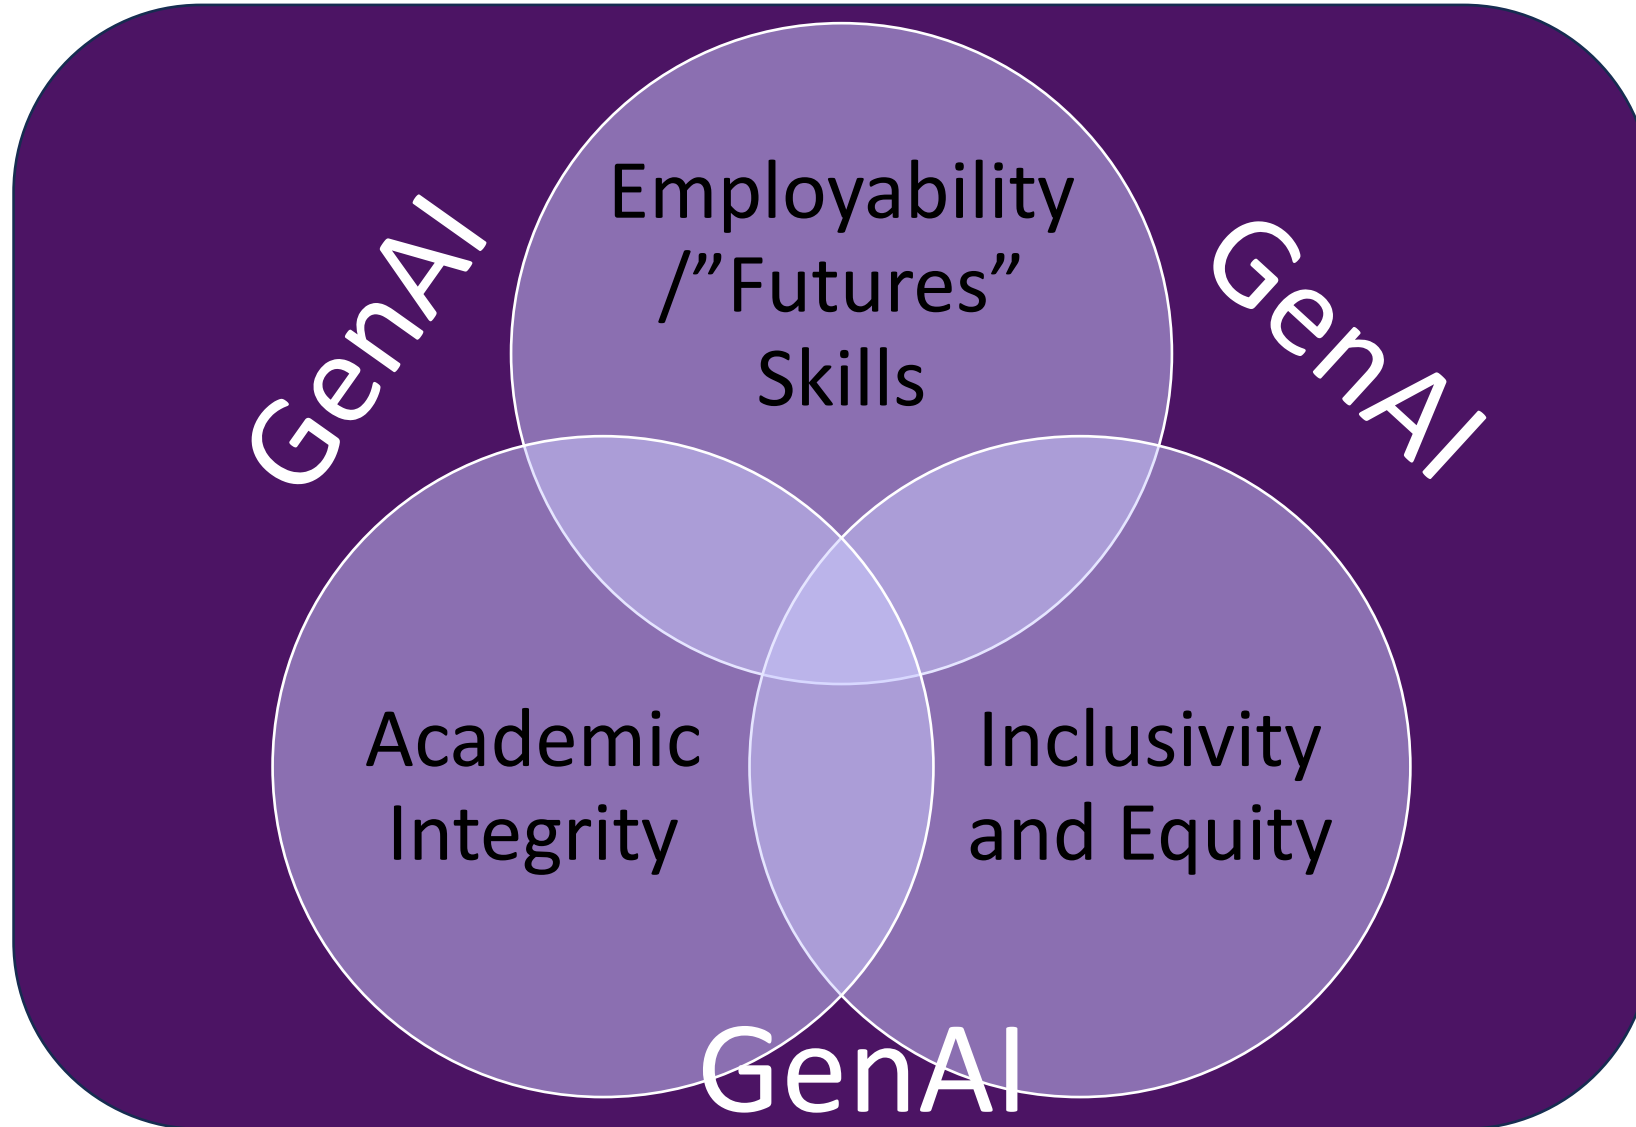 GenAI
GenAI
Employability
/”Futures”
Skills
Academic
Integrity
Inclusivity
and Equity
GenAI